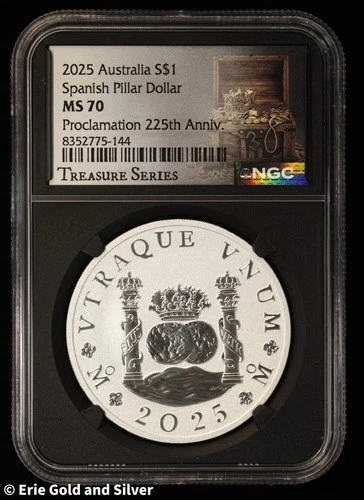 2025 Australia S$1
Spanish Pillar Dollar
MS 70
Proclamation 225th Anniv.
8352775-144
TREASURE SERIES
NGC
VTRAQUE VNUM
M 2025 M
© Erie Gold and Silver